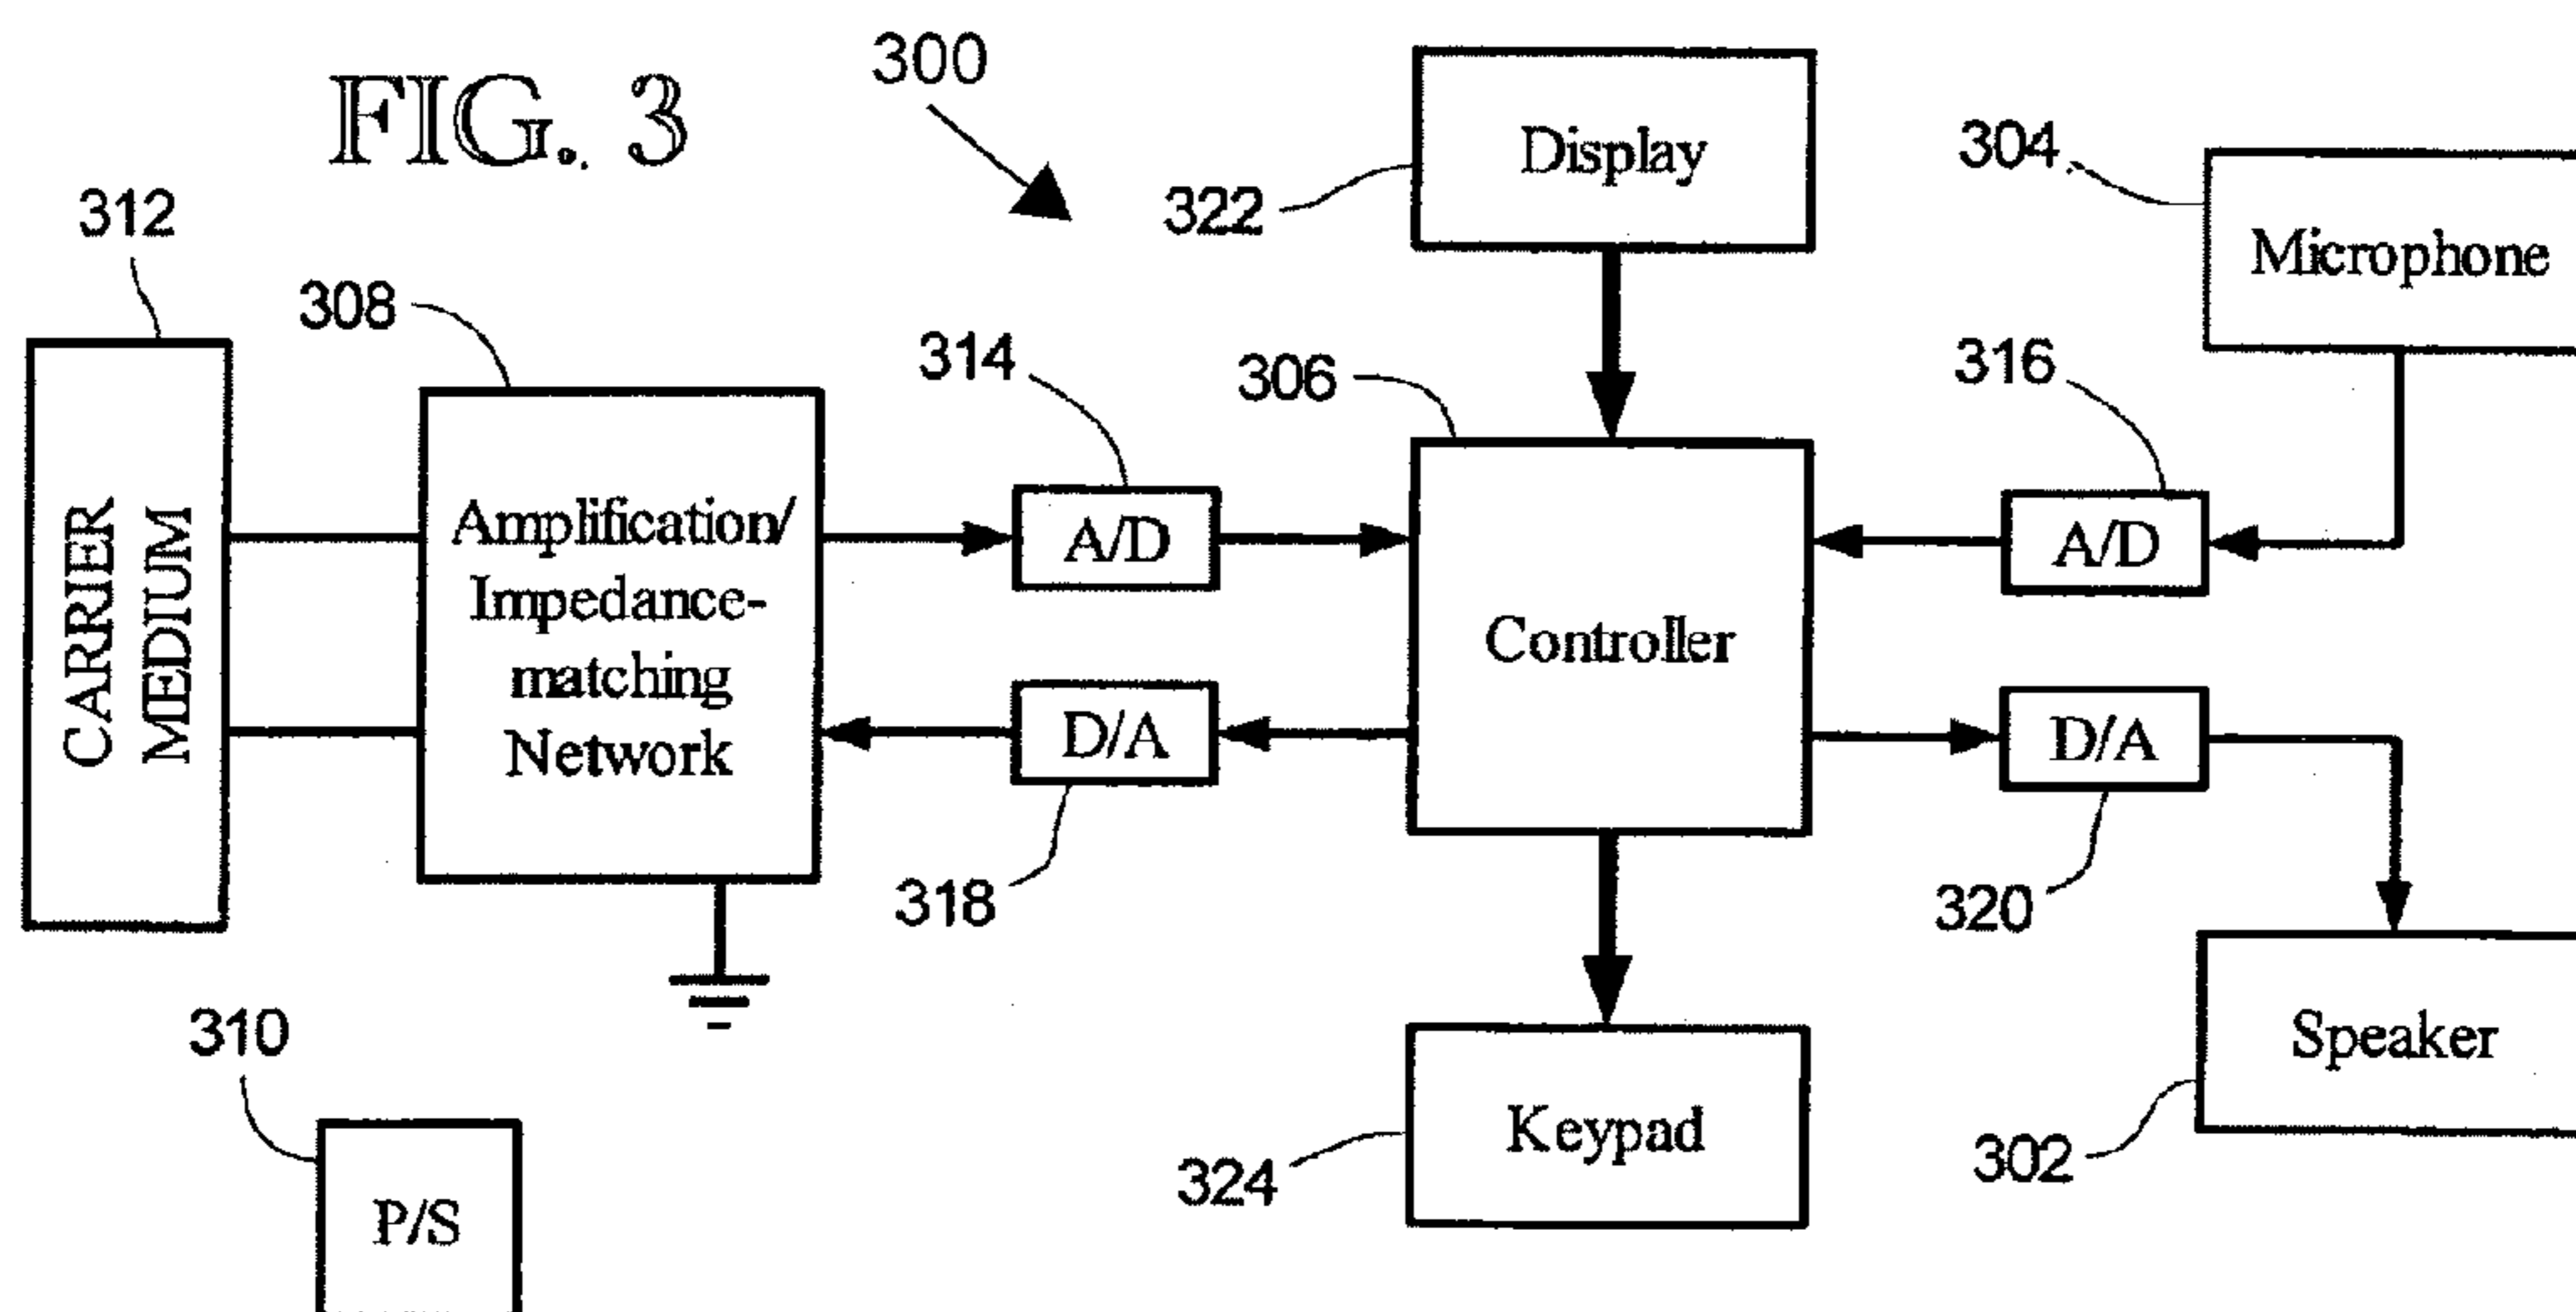 FIG. 3
300
Display
322
304
Microphone
312
308
314
306
316
CARRIER
MEDIUM
Amplification/
Impedance-
matching
Network
A/D
Controller
A/D
D/A
D/A
318
320
310
P/S
Keypad
324
Speaker
302